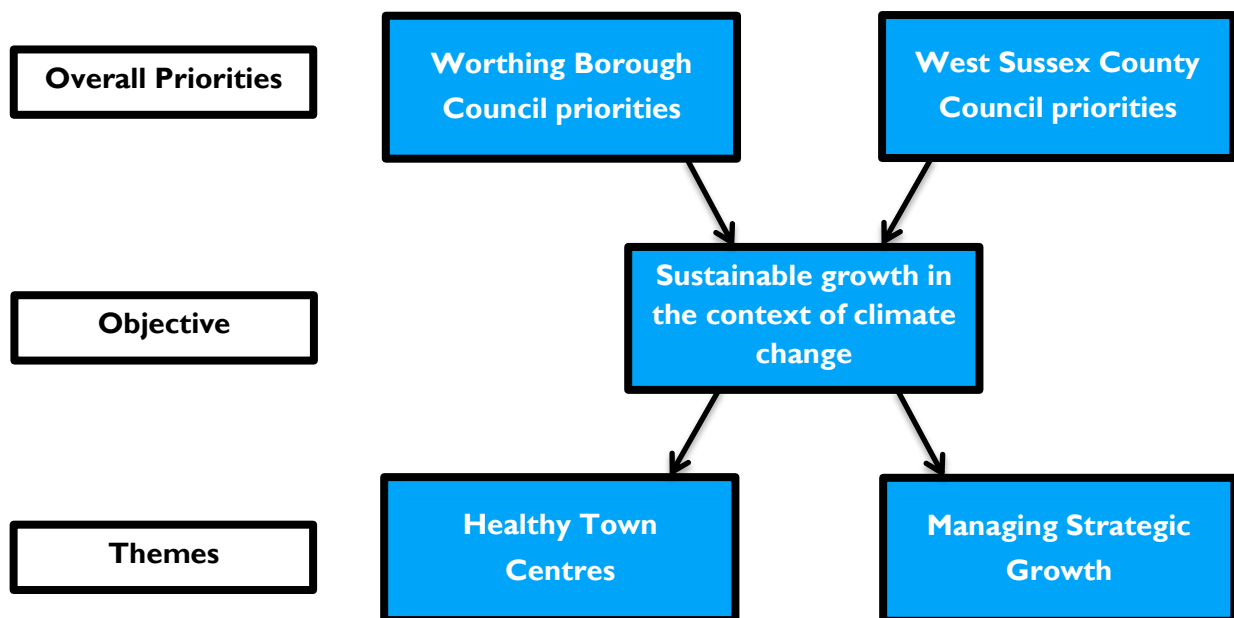 Overall Priorities
Worthing Borough
Council priorities
West Sussex County
Council priorities
Objective
Sustainable growth in
the context of climate
change
Themes
Healthy Town
Centres
Managing Strategic
Growth